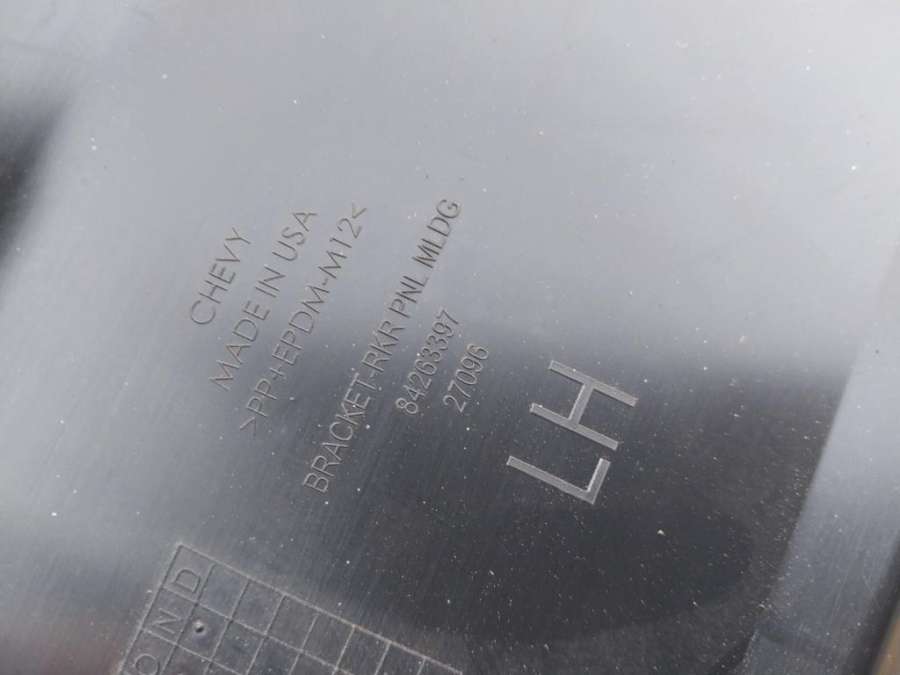 CHEVY
MADE IN USA
>PP+EPDM-M12<
BRACKET-RKR PNL MLDG
84263397
27096
LH